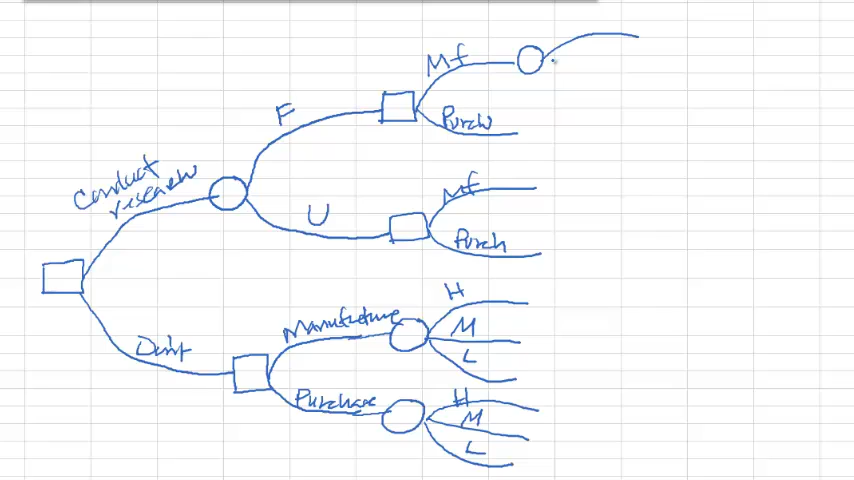 Mf
F
Purch
Conduct
research
Mf
U
Purch
H
Manufacture
M
L
Don't
Purchase
H
M
L